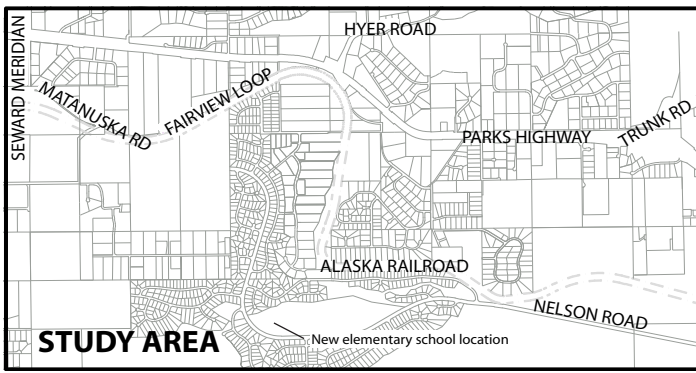 HYER ROAD
SEWARD MERIDIAN
MATANUSKA RD
FAIRVIEW LOOP
PARKS HIGHWAY
TRUNK RD
ALASKA RAILROAD
NELSON ROAD
STUDY AREA
New elementary school location